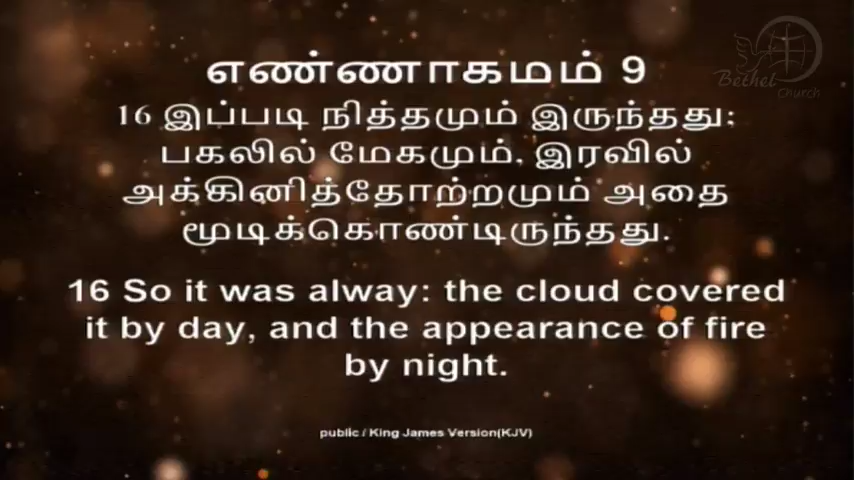 Bethel
Church
எண்ணாகமம் 9
16 இப்படி நித்தமும் இருந்தது;
பகலில் மேகமும், இரவில்
அக்கினித்தோற்றமும் அதை
மூடிக்கொண்டிருந்தது.
16 So it was alway: the cloud covered
it by day, and the appearance of fire
by night.
public / King James Version(KJV)